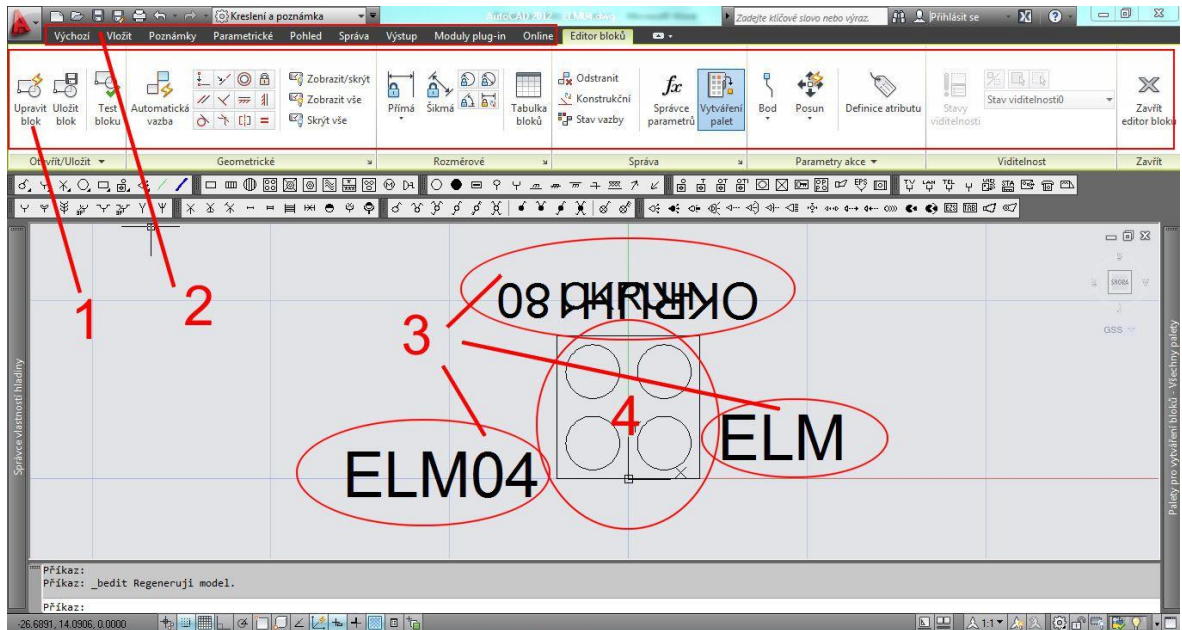 Kreslení a poznámka
AutoCAD 2012
Zadejte klíčové slovo nebo výraz.
Přihlásit se
Výchozí Vložit Poznámky Parametrické Pohled Správa Výstup Moduly plug-in Online Editor bloků
Upravit blok
Uložit blok
Test bloku
Automatická vazba
Zobrazit/skrýt
Zobrazit vše
Skrýt vše
Přímá
Šikmá
Tabulka bloků
Odstranit
Konstrukční
Stav vazby
fx
Správce parametrů
Vytváření palet
Bod
Posun
Definice atributu
Stavy viditelnosti
Stav viditelnosti0
Zavřít editor bloků
Otevřít/Uložit Geometrické Rozměrové Správa Parametry akce Viditelnost Zavřít
1
2
3
4
OKRUH
08
ELM04
ELM
X
GSS
Správce vlastností hladiny
Palety pro vytváření bloků - Všechny palety
Příkaz:
Příkaz: _bedit Regeneruji model.
Příkaz:
-26.6891, 14.0906, 0.0000
1:1